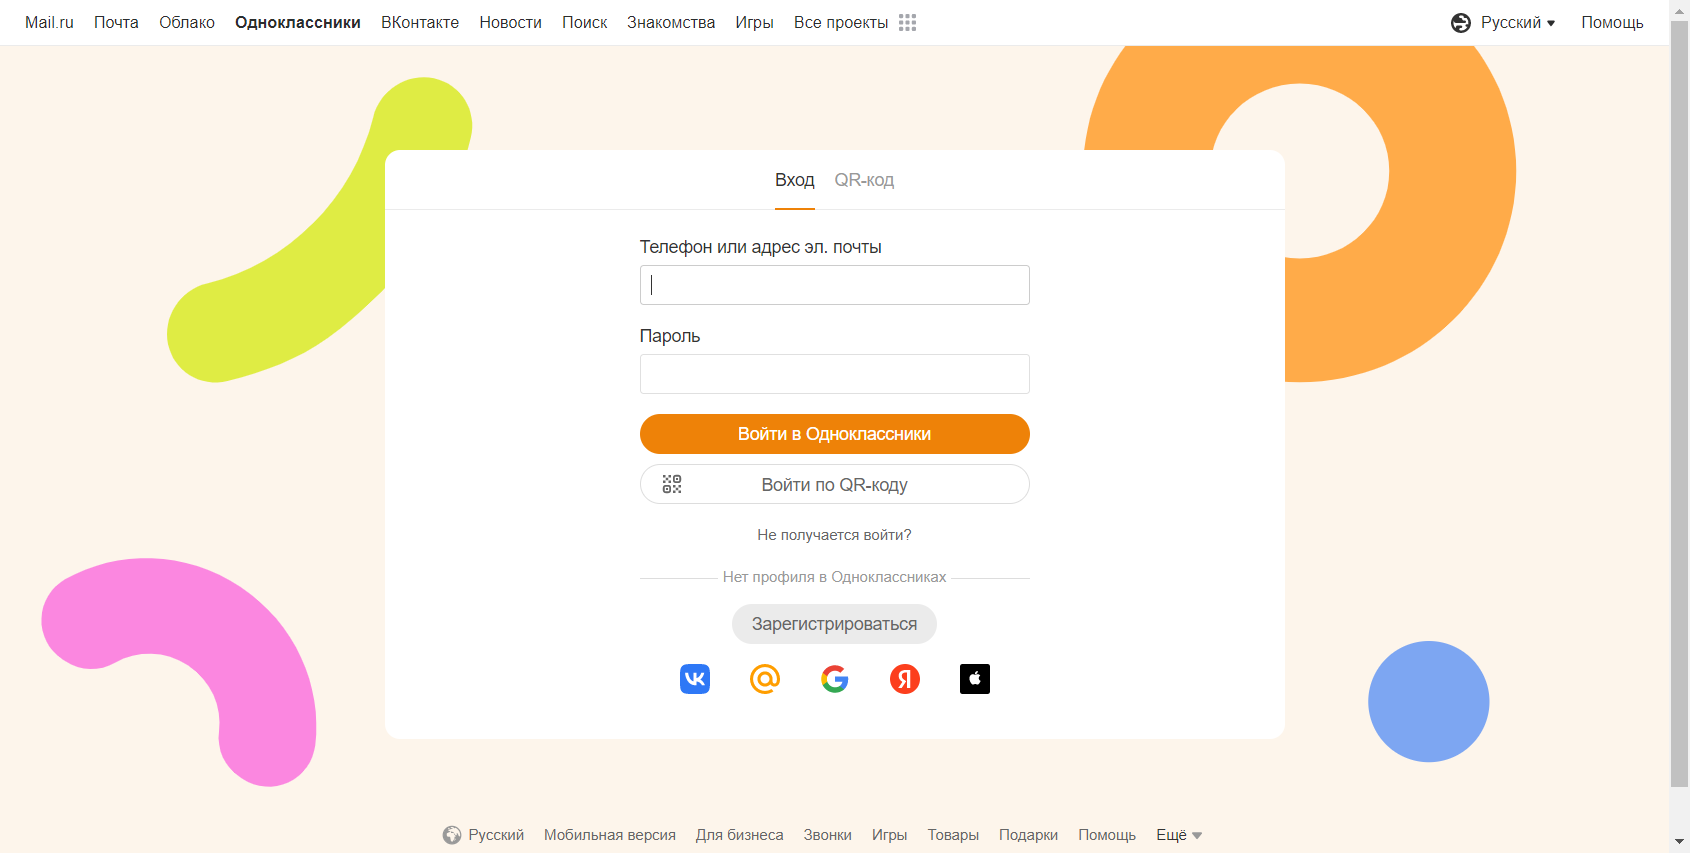 Mail.ru Почта Облако Одноклассники ВКонтакте Новости Поиск Знакомства Игры Все проекты Русский Помощь
Вход QR-код
Телефон или адрес эл. почты
Пароль
Войти в Одноклассники
Войти по QR-коду
Не получается войти?
Нет профиля в Одноклассниках
Зарегистрироваться
Русский Мобильная версия Для бизнеса Звонки Игры Товары Подарки Помощь Ещё